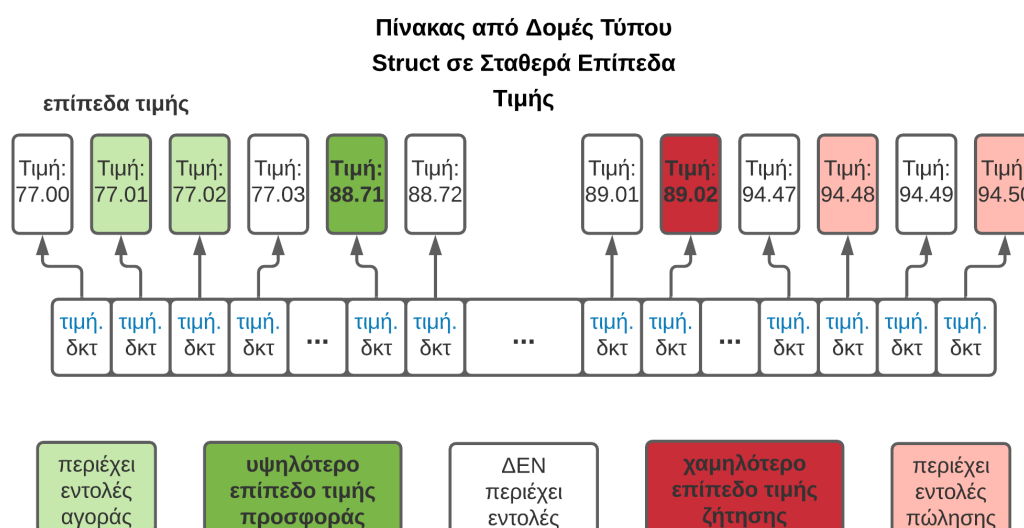 Πίνακας από Δομές Τύπου
Struct σε Σταθερά Επίπεδα
Τιμής
επίπεδα τιμής
Τιμή:
77.00
Τιμή:
77.01
Τιμή:
77.02
Τιμή:
77.03
Τιμή:
88.71
Τιμή:
88.72
Τιμή:
89.01
Τιμή:
89.02
Τιμή:
94.47
Τιμή:
94.48
Τιμή:
94.49
Τιμή
94.50
τιμή.
δκτ
τιμή.
δκτ
τιμή.
δκτ
τιμή.
δκτ
...
τιμή.
δκτ
τιμή.
δκτ
...
τιμή.
δκτ
τιμή.
δκτ
...
τιμή.
δκτ
τιμή.
δκτ
τιμή.
δκτ
τιμή.
δκτ
περιέχει
εντολές
αγοράς
υψηλότερο
επίπεδο τιμής
προσφοράς
ΔΕΝ
περιέχει
εντολές
χαμηλότερο
επίπεδο τιμής
ζήτησης
περιέχει
εντολές
πώλησης